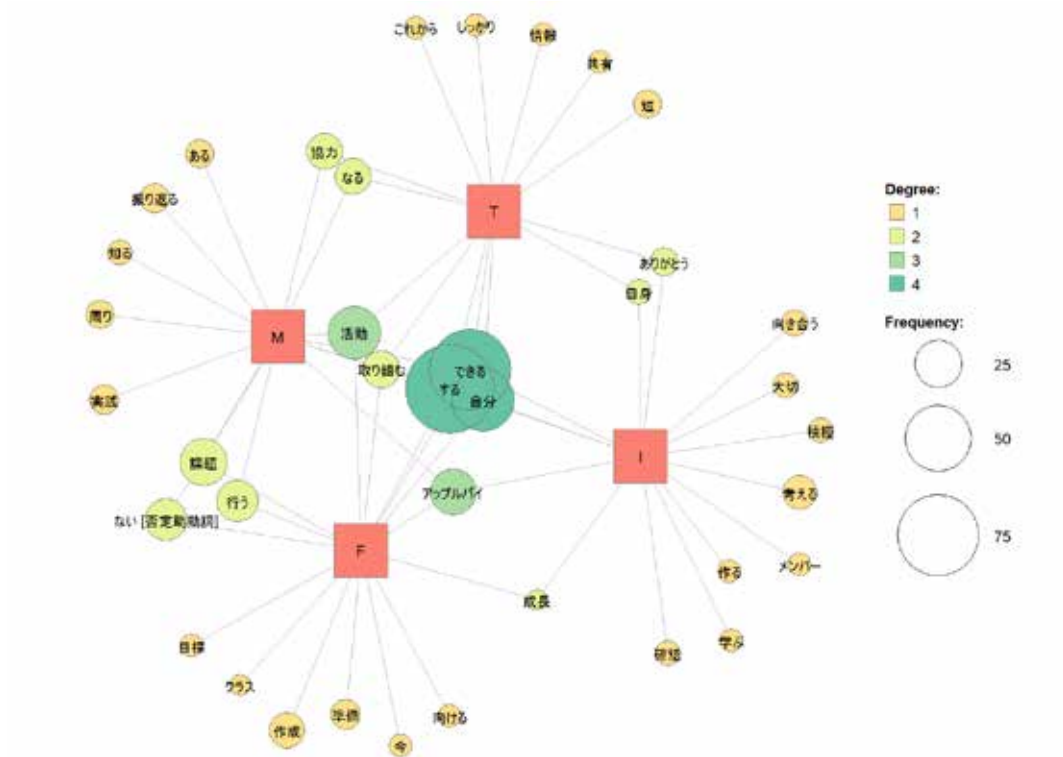 これから
しっかり
情報
共有
短
ある
協力
なる
振り返る
知る
周り
実践
T
M
ありがとう
自身
活動
取り組む
できる
する
自分
向き合う
大切
I
考える
課題
行う
ない [否定助動詞]
アップルパイ
F
メンバー
作る
成長
学ぶ
確認
目標
クラス
作成
準備
今
向ける
Degree:
1
2
3
4
Frequency:
25
50
75